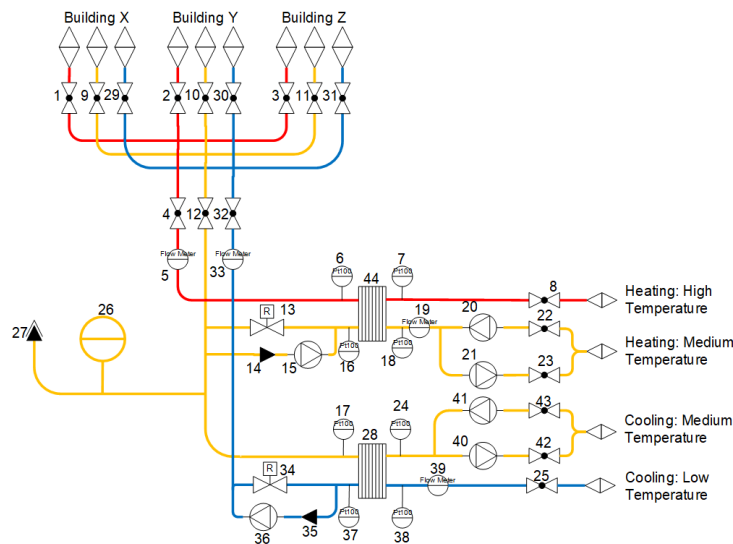 Building X
Building Y
Building Z
1
9
29
2
10
30
3
11
31
4
12
32
Flow Meter
5
Flow Meter
33
6
Pt100
44
7
Pt100
8
Heating: High
Temperature
R
13
14
15
16
Pt100
18
Pt100
19
Flow Meter
20
22
21
23
Heating: Medium
Temperature
26
27
17
Pt100
28
24
Pt100
41
43
40
42
Cooling: Medium
Temperature
R
34
35
36
37
Pt100
38
Pt100
39
Flow Meter
25
Cooling: Low
Temperature